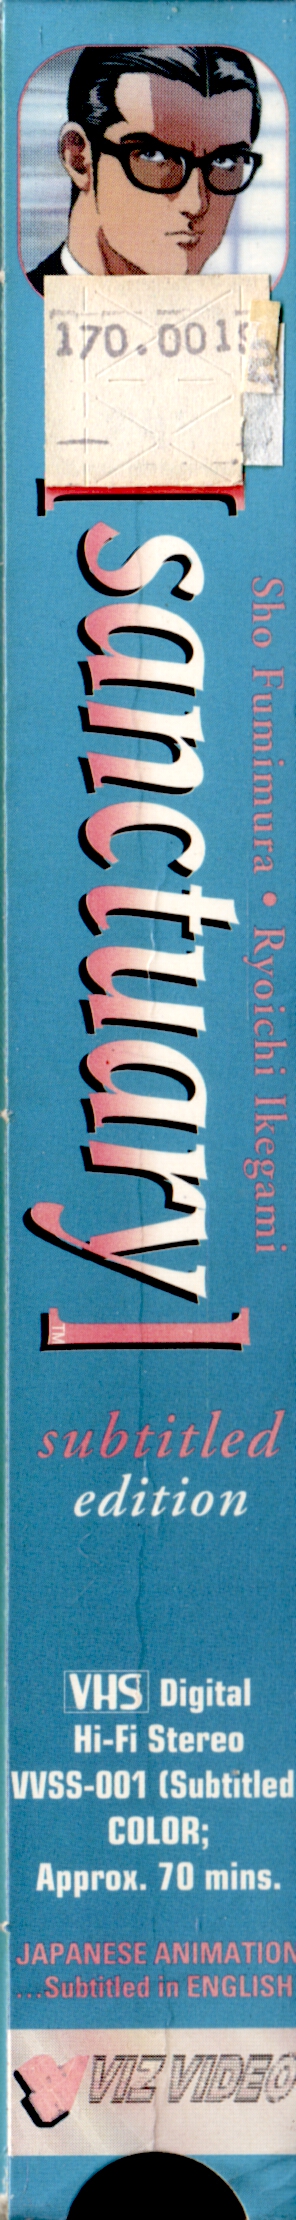 170.001
[sanctuary]
TM
Sho Fumimura • Ryoichi Ikegami
subtitled
edition
VHS Digital
Hi-Fi Stereo
VVSS-001 (Subtitled
COLOR;
Approx. 70 mins.
JAPANESE ANIMATION
...Subtitled in ENGLISH
VIZ VIDEO